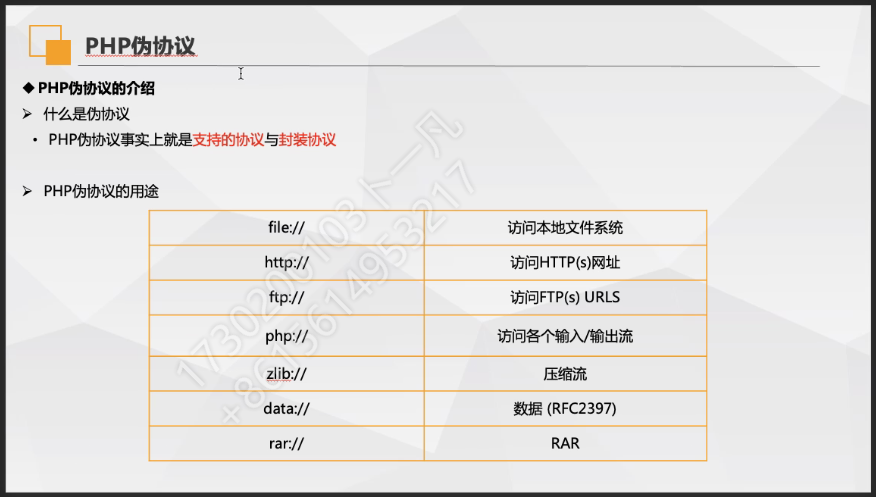 PHP伪协议
◆ PHP伪协议的介绍
➢ 什么是伪协议
• PHP伪协议事实上就是支持的协议与封装协议
➢ PHP伪协议的用途
file:// 访问本地文件系统
http:// 访问HTTP(s)网址
ftp:// 访问FTP(s) URLS
php:// 访问各个输入/输出流
zlib:// 压缩流
data:// 数据 (RFC2397)
rar:// RAR
17302000103卜一凡
+8615614953217